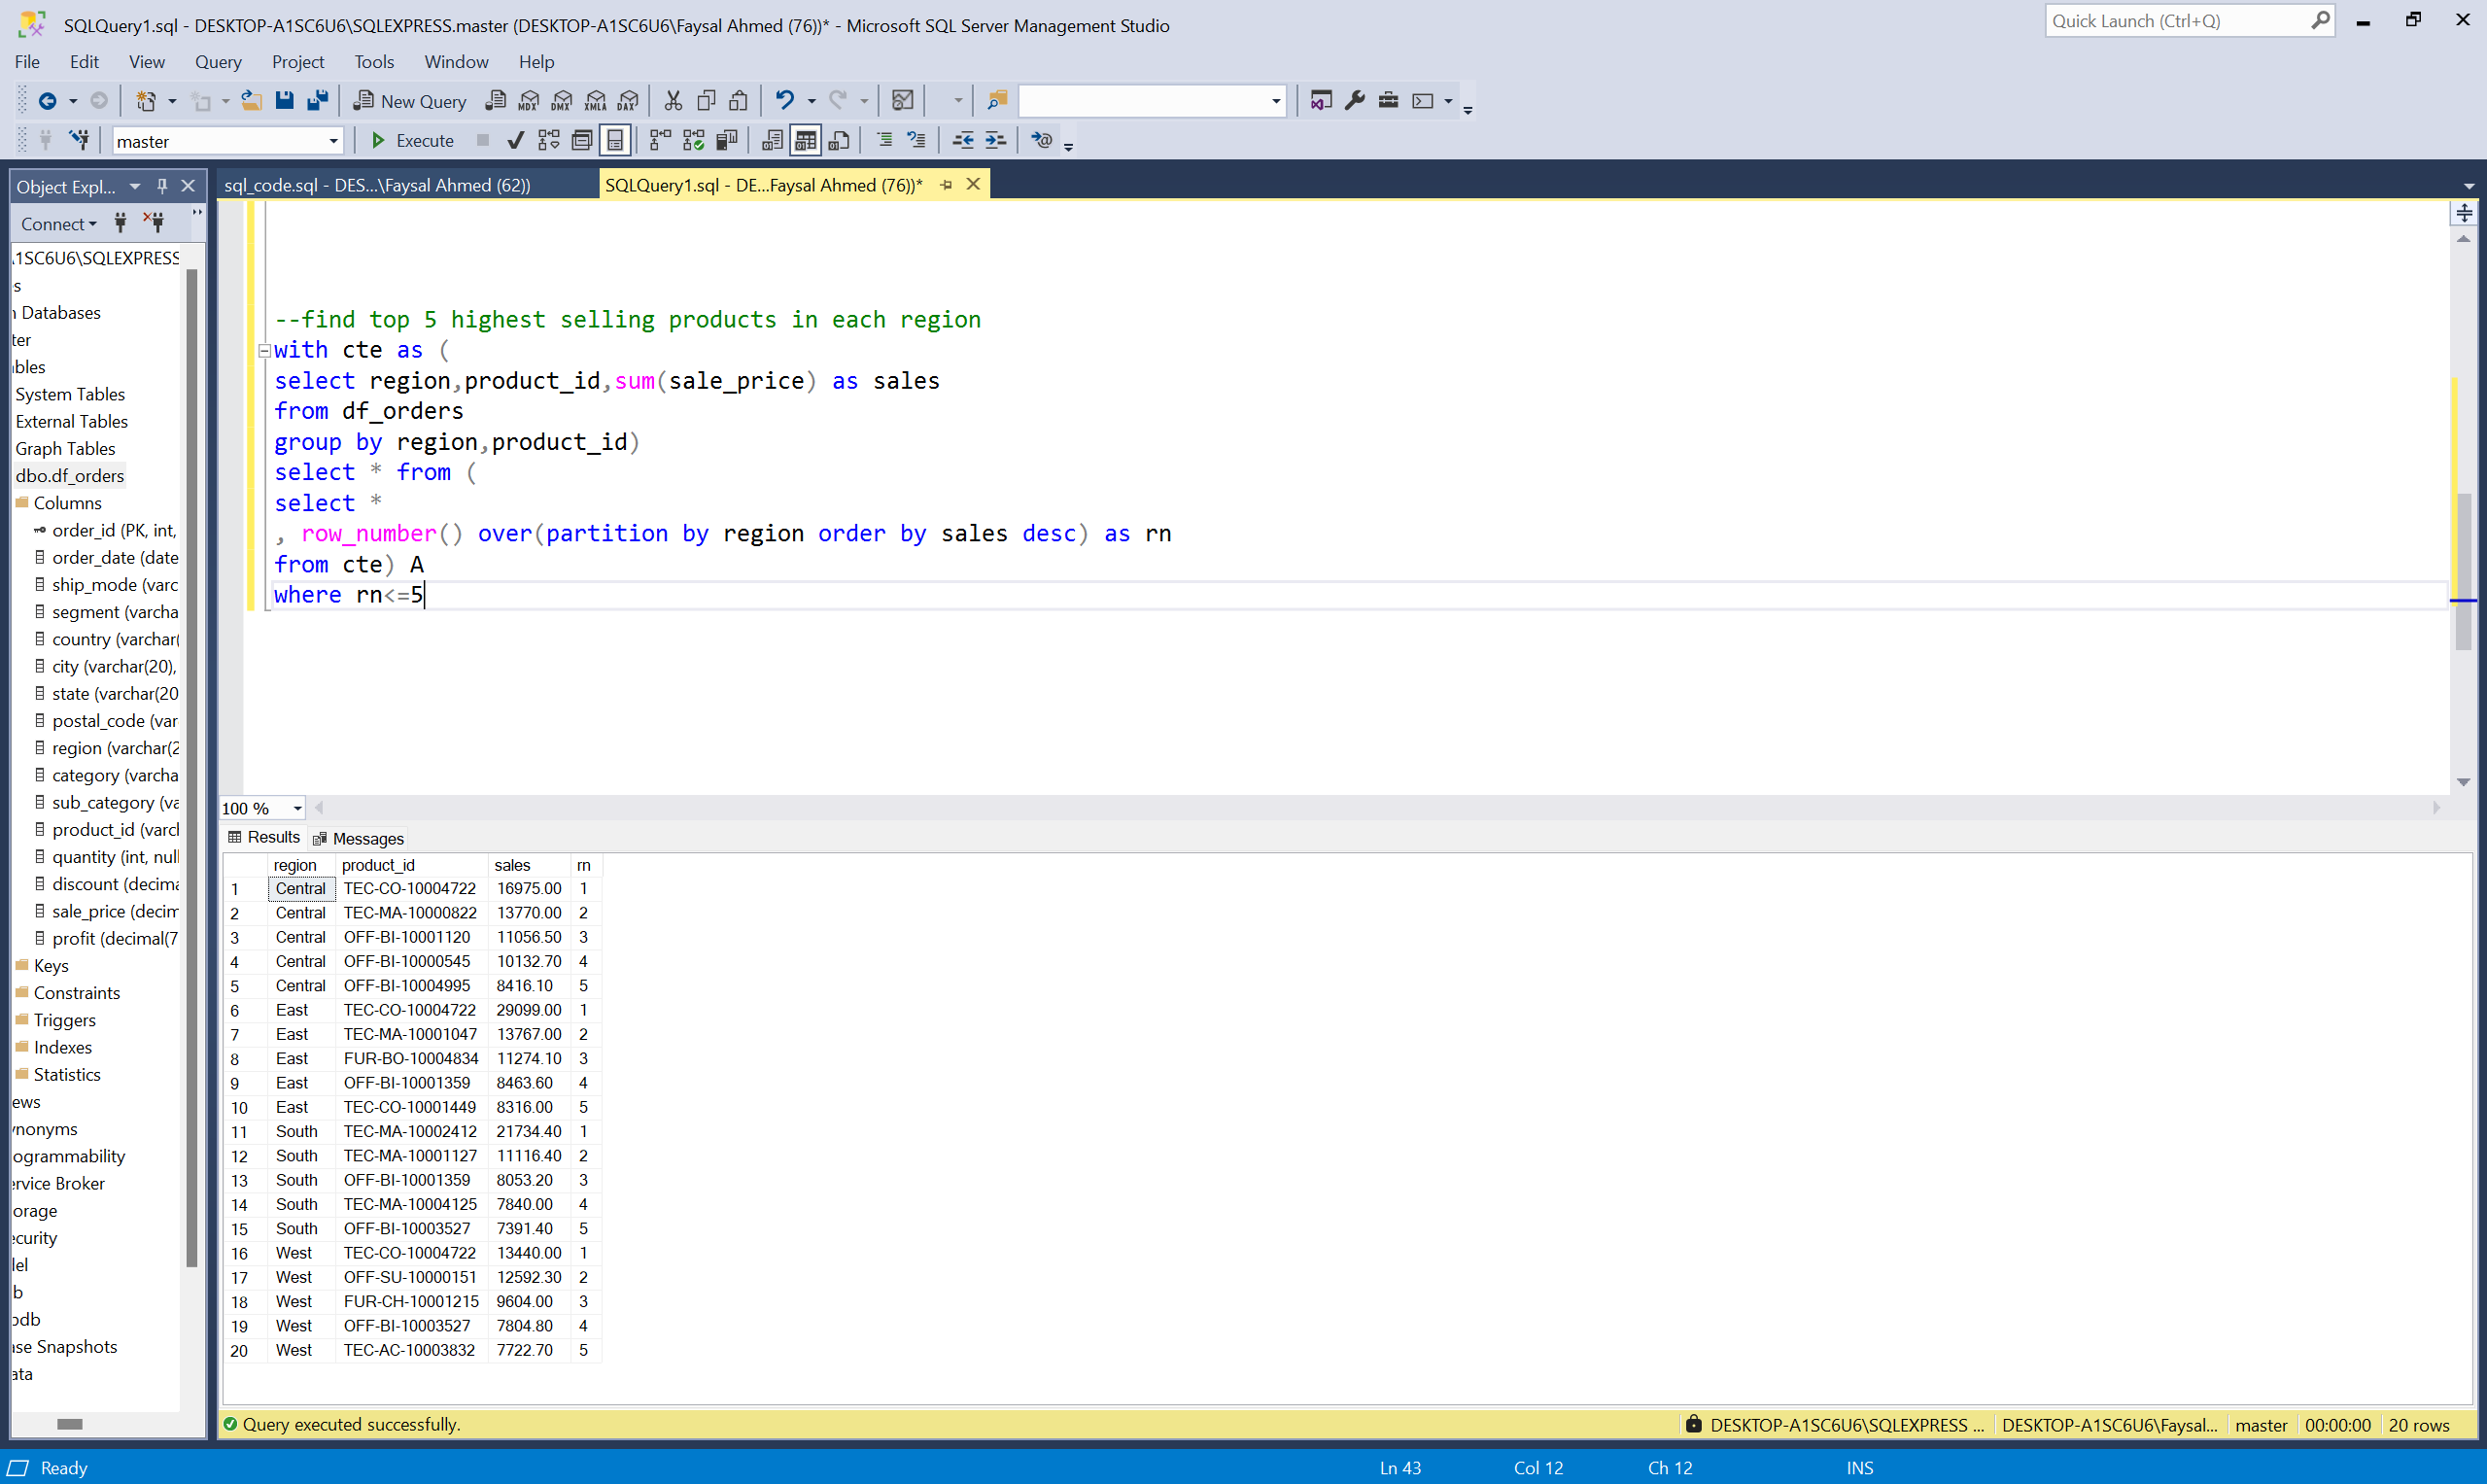 SQLQuery1.sql - DESKTOP-A1SC6U6\SQLEXPRESS.master (DESKTOP-A1SC6U6\Faysal Ahmed (76))* - Microsoft SQL Server Management Studio
Quick Launch (Ctrl+Q)
File Edit View Query Project Tools Window Help
New Query MDX DMX XMLA DAX
master Execute
Object Expl...
sql_code.sql - DES...\Faysal Ahmed (62))
SQLQuery1.sql - DE...Faysal Ahmed (76))*
Connect
A1SC6U6\SQLEXPRESS
s
Databases
ter
bles
System Tables
External Tables
Graph Tables
dbo.df_orders
Columns
order_id (PK, int,
order_date (date
ship_mode (varc
segment (varcha
country (varchar(
city (varchar(20),
state (varchar(20
postal_code (var
region (varchar(2
category (varcha
sub_category (va
product_id (varcl
quantity (int, null
discount (decima
sale_price (decim
profit (decimal(7
Keys
Constraints
Triggers
Indexes
Statistics
ews
nonyms
ogrammability
rvice Broker
orage
ecurity
el
b
pdb
se Snapshots
ata
--find top 5 highest selling products in each region
with cte as (
select region,product_id,sum(sale_price) as sales
from df_orders
group by region,product_id)
select * from (
select *
, row_number() over(partition by region order by sales desc) as rn
from cte) A
where rn<=5
100 %
Results Messages
region product_id sales rn
1 Central TEC-CO-10004722 16975.00 1
2 Central TEC-MA-10000822 13770.00 2
3 Central OFF-BI-10001120 11056.50 3
4 Central OFF-BI-10000545 10132.70 4
5 Central OFF-BI-10004995 8416.10 5
6 East TEC-CO-10004722 29099.00 1
7 East TEC-MA-10001047 13767.00 2
8 East FUR-BO-10004834 11274.10 3
9 East OFF-BI-10001359 8463.60 4
10 East TEC-CO-10001449 8316.00 5
11 South TEC-MA-10002412 21734.40 1
12 South TEC-MA-10001127 11116.40 2
13 South OFF-BI-10001359 8053.20 3
14 South TEC-MA-10004125 7840.00 4
15 South OFF-BI-10003527 7391.40 5
16 West TEC-CO-10004722 13440.00 1
17 West OFF-SU-10000151 12592.30 2
18 West FUR-CH-10001215 9604.00 3
19 West OFF-BI-10003527 7804.80 4
20 West TEC-AC-10003832 7722.70 5
Query executed successfully.
DESKTOP-A1SC6U6\SQLEXPRESS ... DESKTOP-A1SC6U6\Faysal... master 00:00:00 20 rows
Ready Ln 43 Col 12 Ch 12 INS